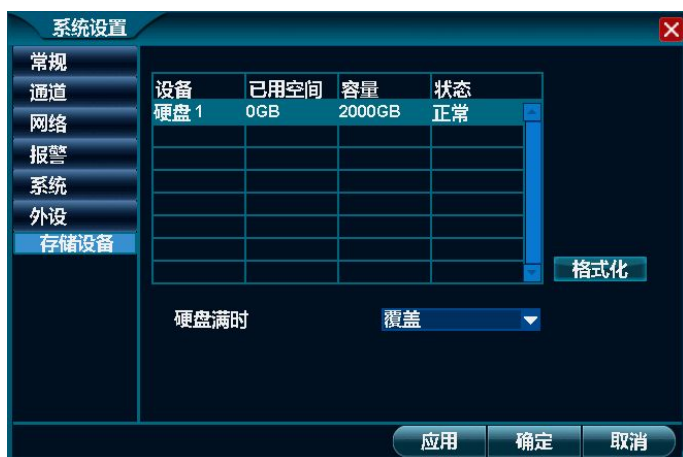 系统设置
常规
通道
网络
报警
系统
外设
存储设备
设备 已用空间 容量 状态
硬盘 1 0GB 2000GB 正常
格式化
硬盘满时 覆盖
应用 确定 取消